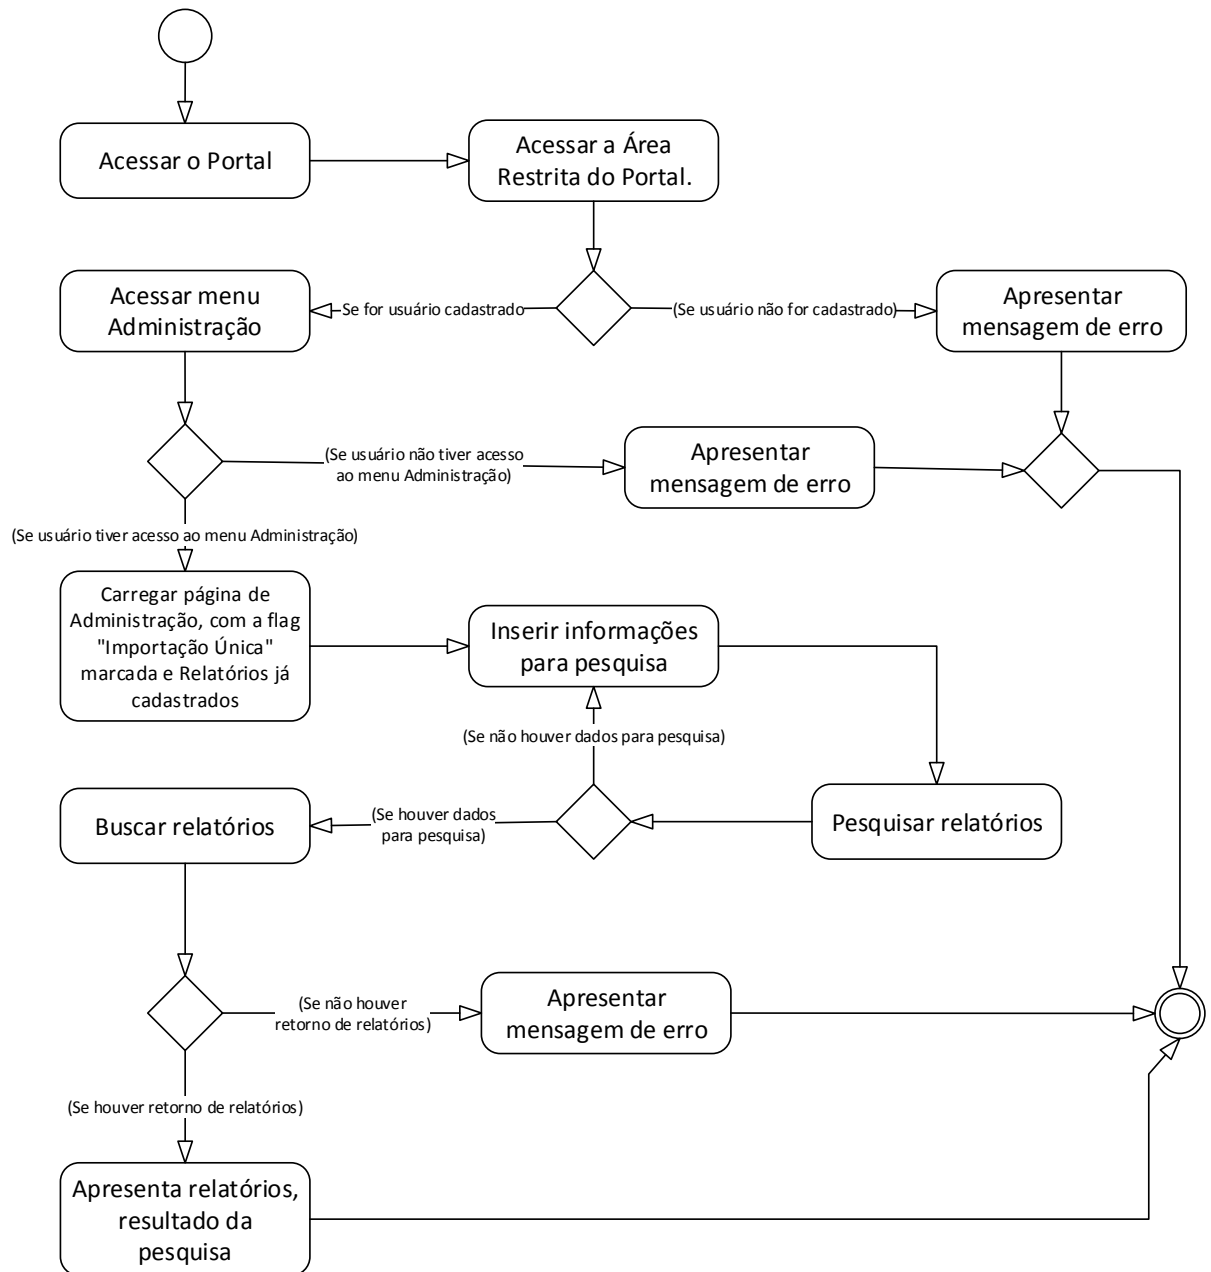 Acessar o Portal
Acessar a Área
Restrita do Portal.
Acessar menu
Administração
Se for usuário cadastrado
(Se usuário não for cadastrado)
Apresentar
mensagem de erro
(Se usuário não tiver acesso
ao menu Administração)
Apresentar
mensagem de erro
(Se usuário tiver acesso ao menu Administração)
Carregar página de
Administração, com a flag
"Importação Única"
marcada e Relatórios já
cadastrados
Inserir informações
para pesquisa
(Se não houver dados para pesquisa)
Buscar relatórios
(Se houver dados
para pesquisa)
Pesquisar relatórios
(Se não houver
retorno de relatórios)
Apresentar
mensagem de erro
(Se houver retorno de relatórios)
Apresenta relatórios,
resultado da
pesquisa